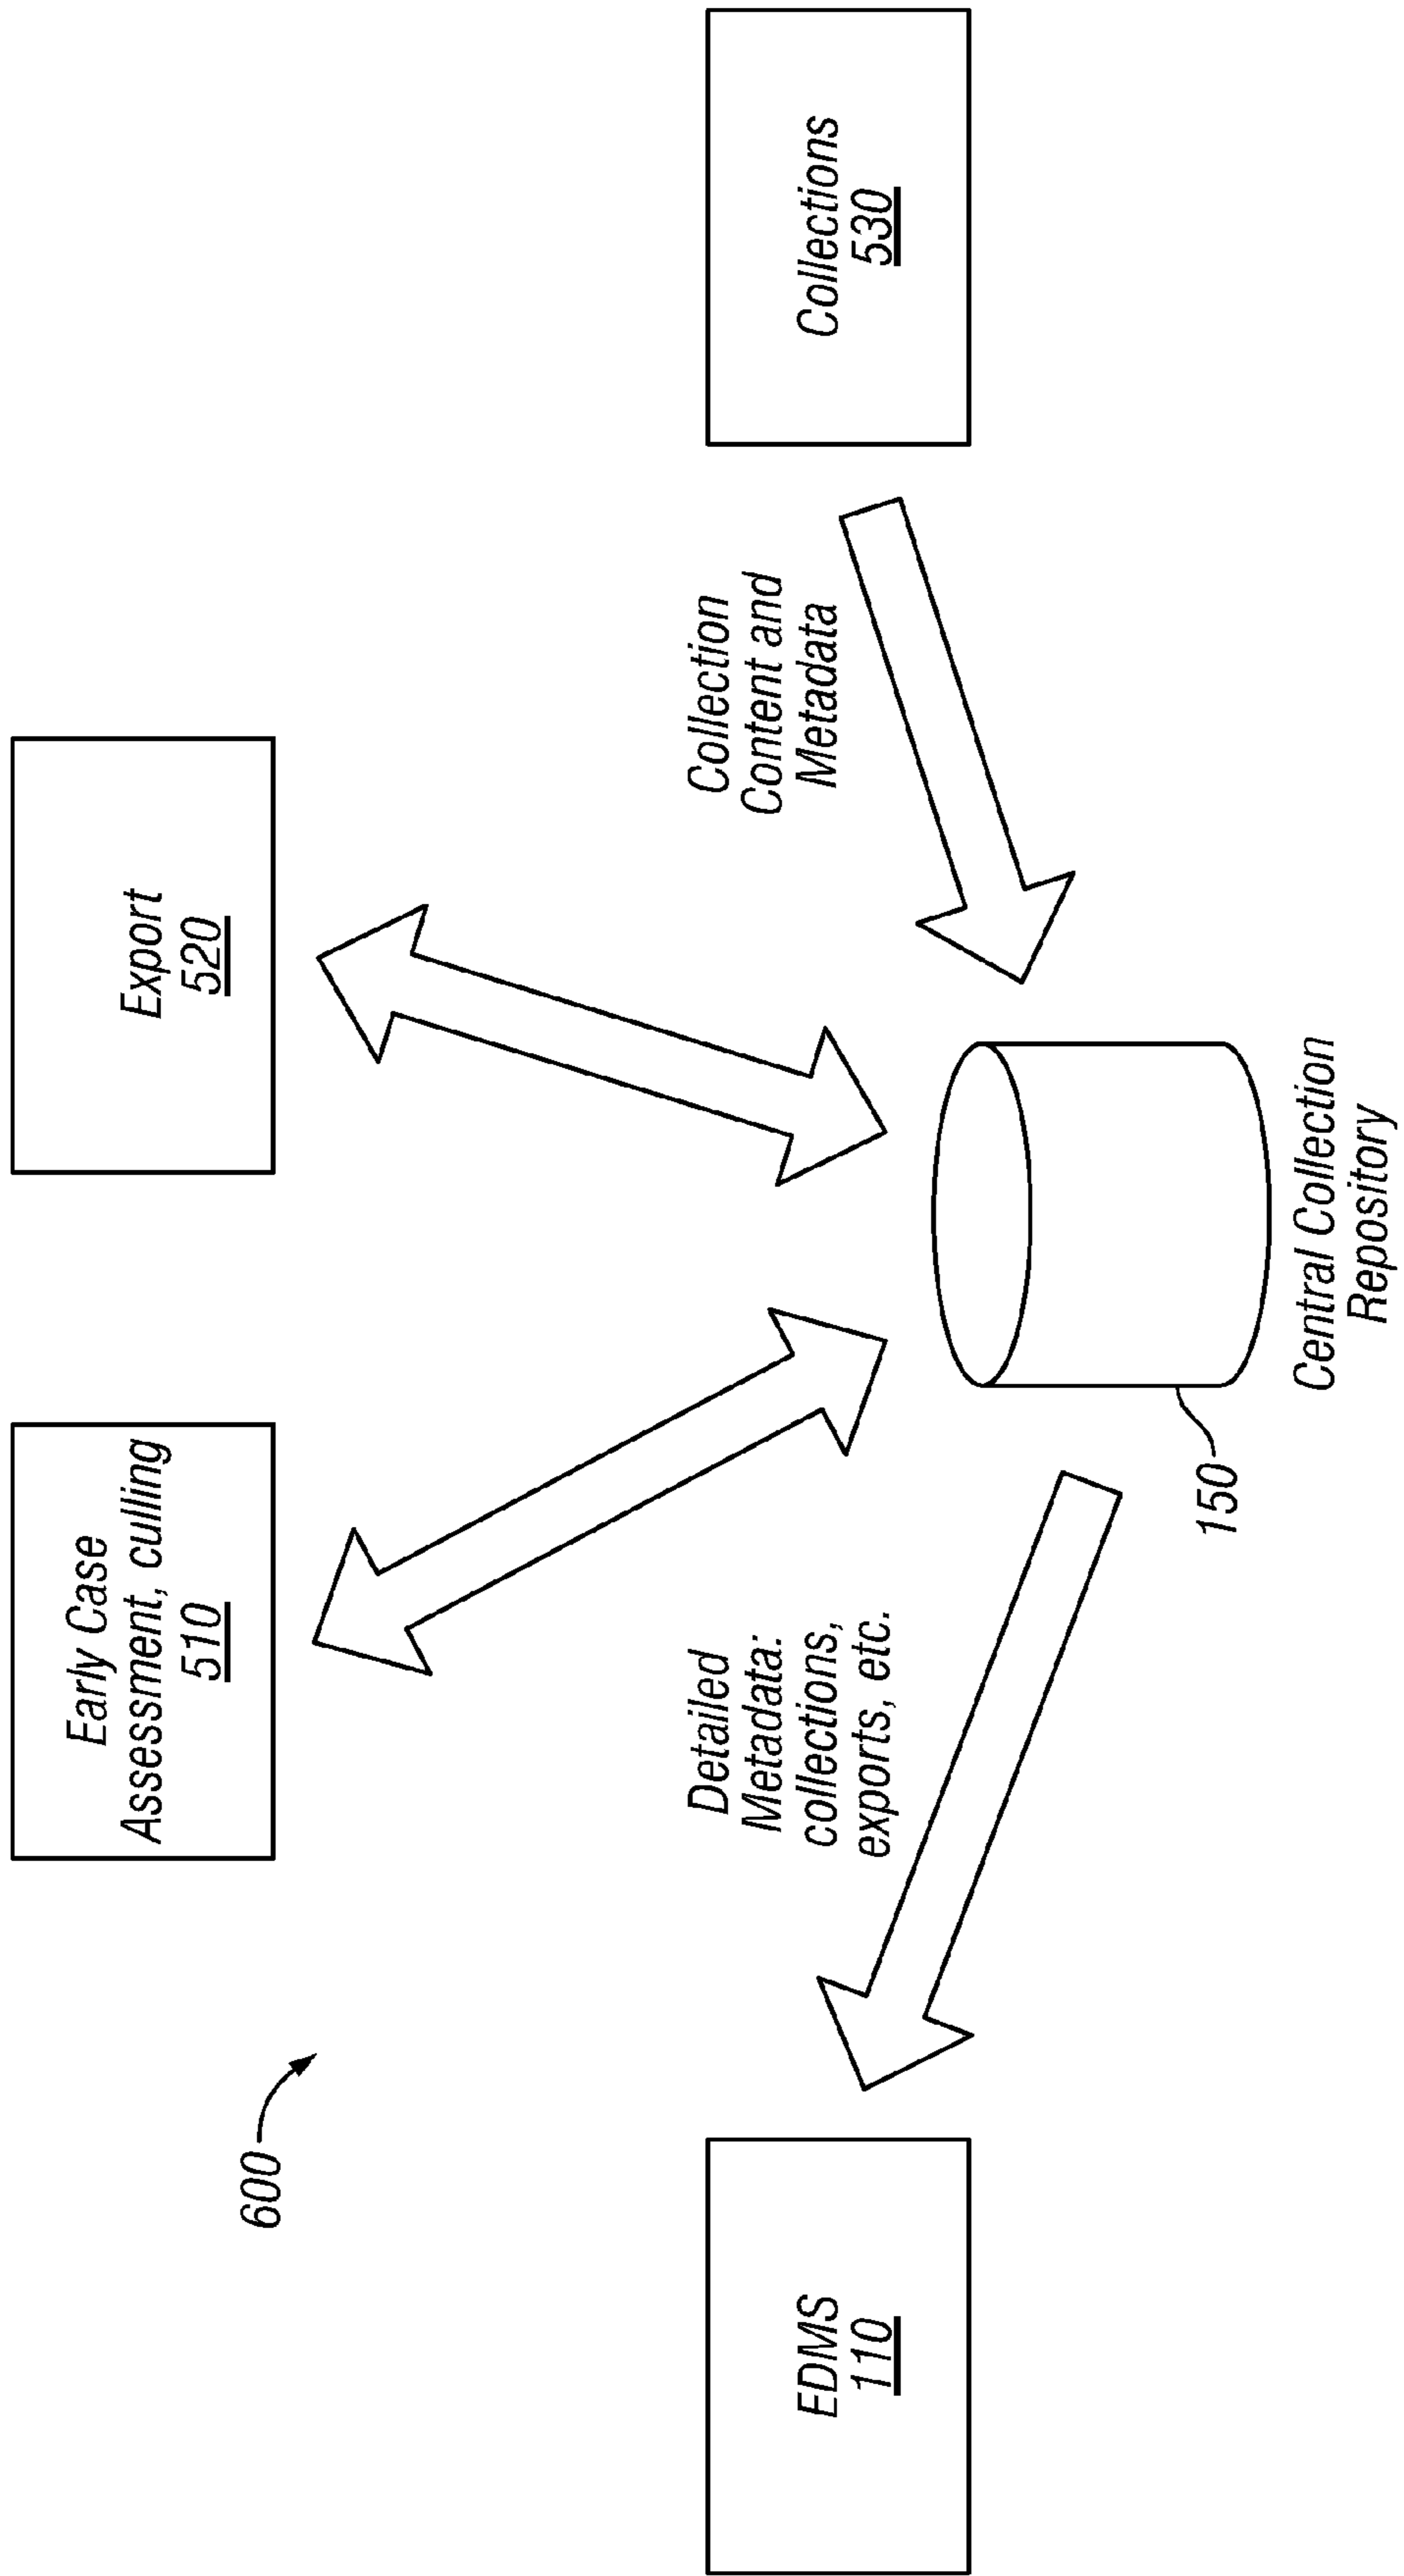 600
Early Case
Assessment, culling
510
Export
520
EDMS
110
Detailed
Metadata:
collections,
exports, etc.
Collection
Content and
Metadata
Collections
530
150
Central Collection
Repository